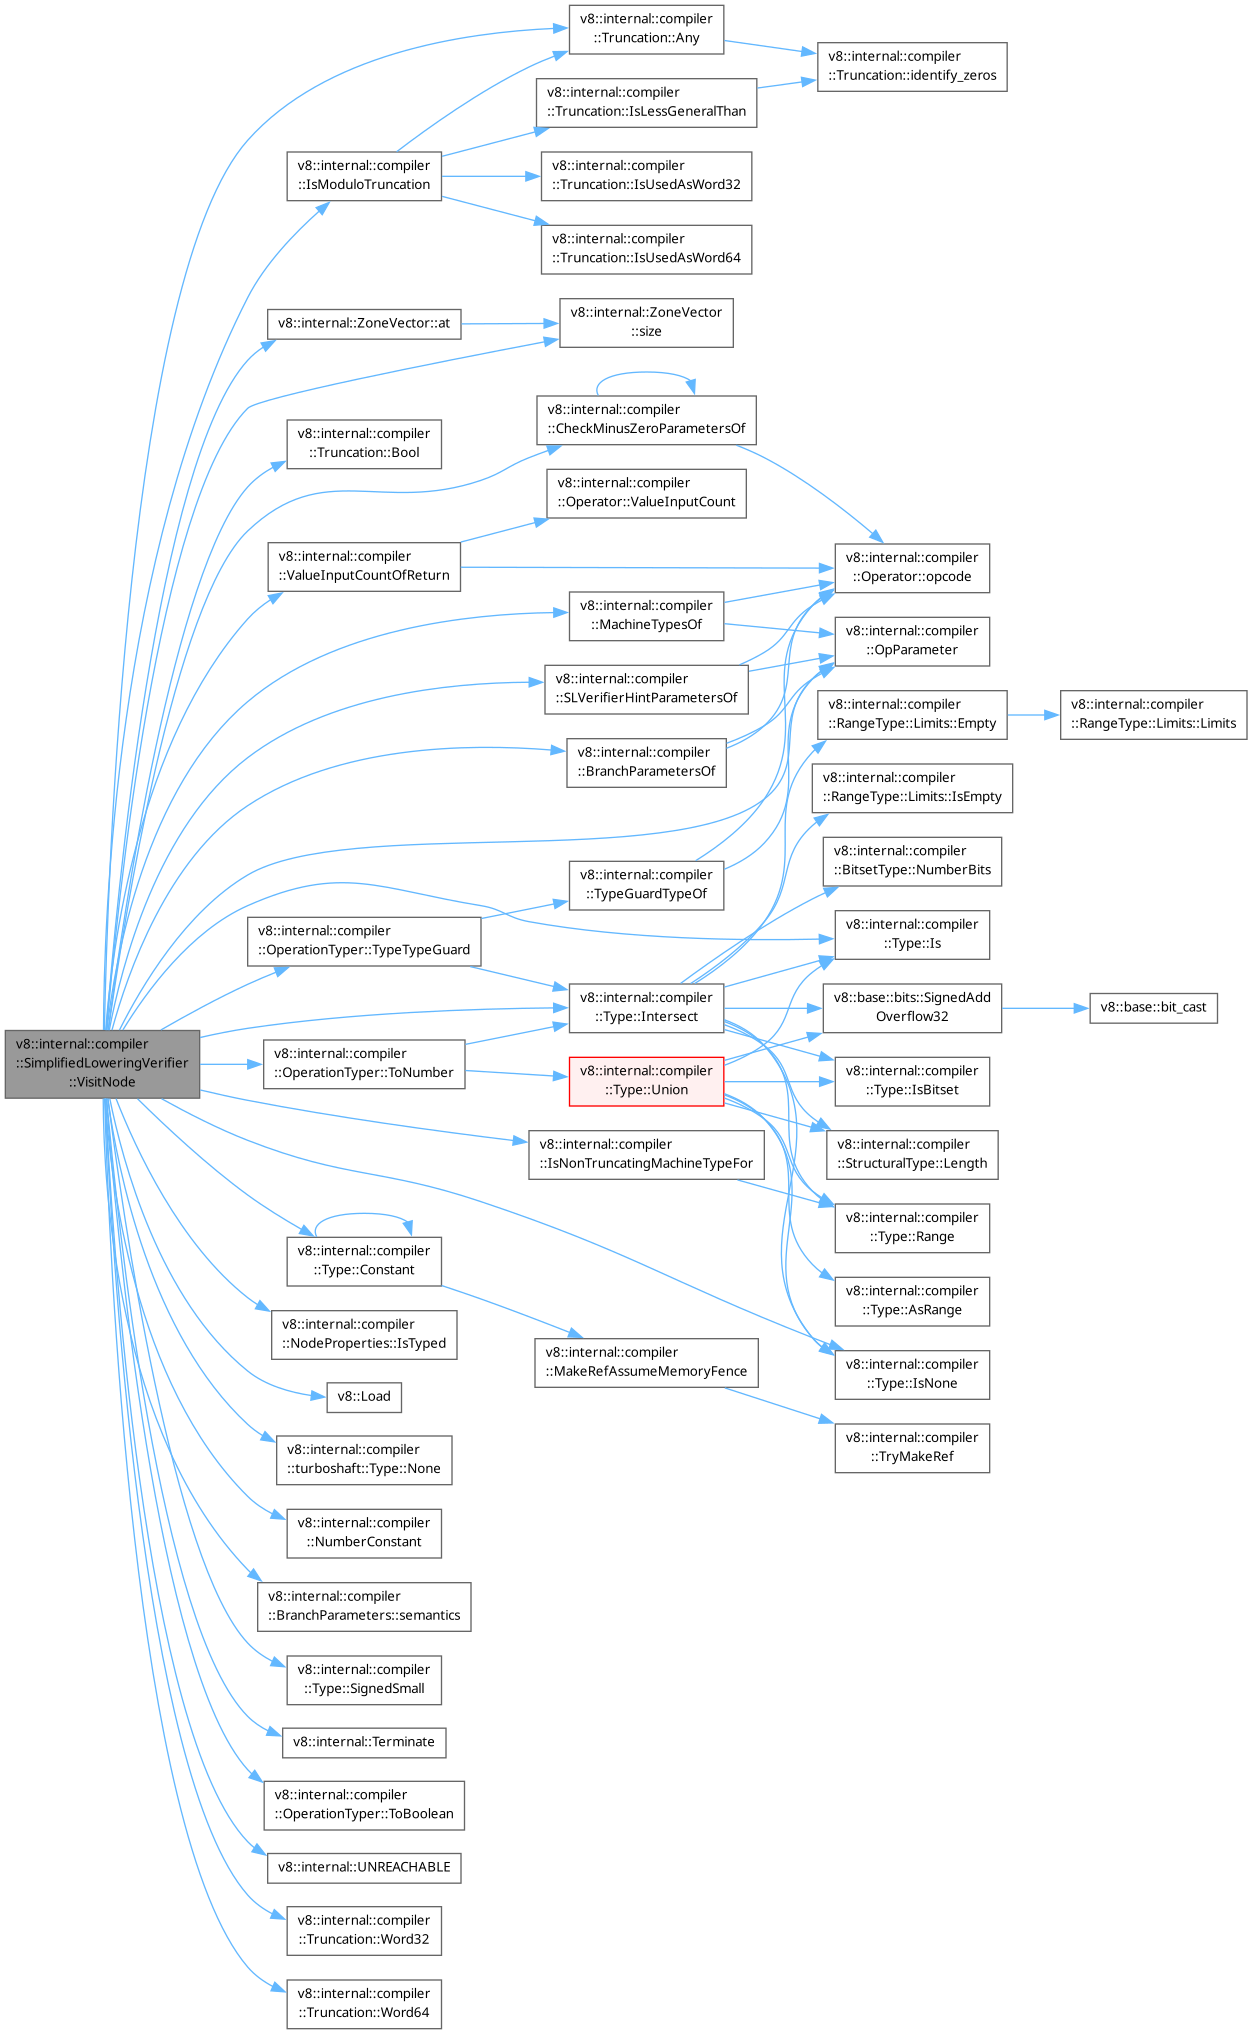 v8::internal::compiler
::Truncation::Any
v8::internal::compiler
::Truncation::identify_zeros
v8::internal::compiler
::Truncation::IsLessGeneralThan
v8::internal::compiler
::IsModuloTruncation
v8::internal::compiler
::Truncation::IsUsedAsWord32
v8::internal::compiler
::Truncation::IsUsedAsWord64
v8::internal::ZoneVector::at
v8::internal::ZoneVector
::size
v8::internal::compiler
::CheckMinusZeroParametersOf
v8::internal::compiler
::Truncation::Bool
v8::internal::compiler
::Operator::ValueInputCount
v8::internal::compiler
::ValueInputCountOfReturn
v8::internal::compiler
::Operator::opcode
v8::internal::compiler
::MachineTypesOf
v8::internal::compiler
::OpParameter
v8::internal::compiler
::SLVerifierHintParametersOf
v8::internal::compiler
::RangeType::Limits::Empty
v8::internal::compiler
::RangeType::Limits::Limits
v8::internal::compiler
::BranchParametersOf
v8::internal::compiler
::RangeType::Limits::IsEmpty
v8::internal::compiler
::BitsetType::NumberBits
v8::internal::compiler
::TypeGuardTypeOf
v8::internal::compiler
::OperationTyper::TypeTypeGuard
v8::internal::compiler
::Type::Is
v8::internal::compiler
::Type::Intersect
v8::base::bits::SignedAdd
Overflow32
v8::base::bit_cast
v8::internal::compiler
::SimplifiedLoweringVerifier
::VisitNode
v8::internal::compiler
::OperationTyper::ToNumber
v8::internal::compiler
::Type::Union
v8::internal::compiler
::Type::IsBitset
v8::internal::compiler
::IsNonTruncatingMachineTypeFor
v8::internal::compiler
::StructuralType::Length
v8::internal::compiler
::Type::Range
v8::internal::compiler
::Type::Constant
v8::internal::compiler
::Type::AsRange
v8::internal::compiler
::NodeProperties::IsTyped
v8::internal::compiler
::MakeRefAssumeMemoryFence
v8::internal::compiler
::Type::IsNone
v8::Load
v8::internal::compiler
::TryMakeRef
v8::internal::compiler
::turboshaft::Type::None
v8::internal::compiler
::NumberConstant
v8::internal::compiler
::BranchParameters::semantics
v8::internal::compiler
::Type::SignedSmall
v8::internal::Terminate
v8::internal::compiler
::OperationTyper::ToBoolean
v8::internal::UNREACHABLE
v8::internal::compiler
::Truncation::Word32
v8::internal::compiler
::Truncation::Word64